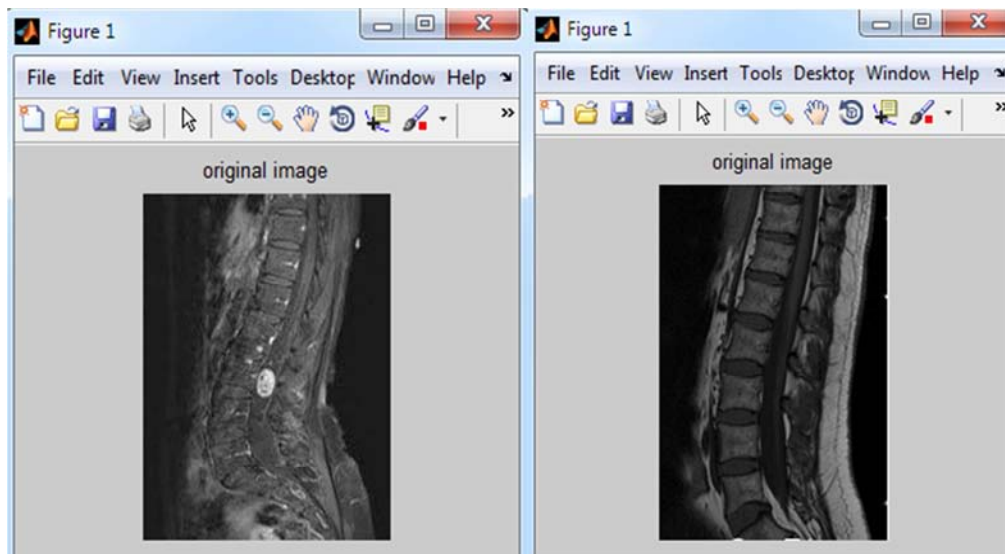 Figure 1
File Edit View Insert Tools Desktop Window Help
original image
Figure 1
File Edit View Insert Tools Desktop Window Help
original image